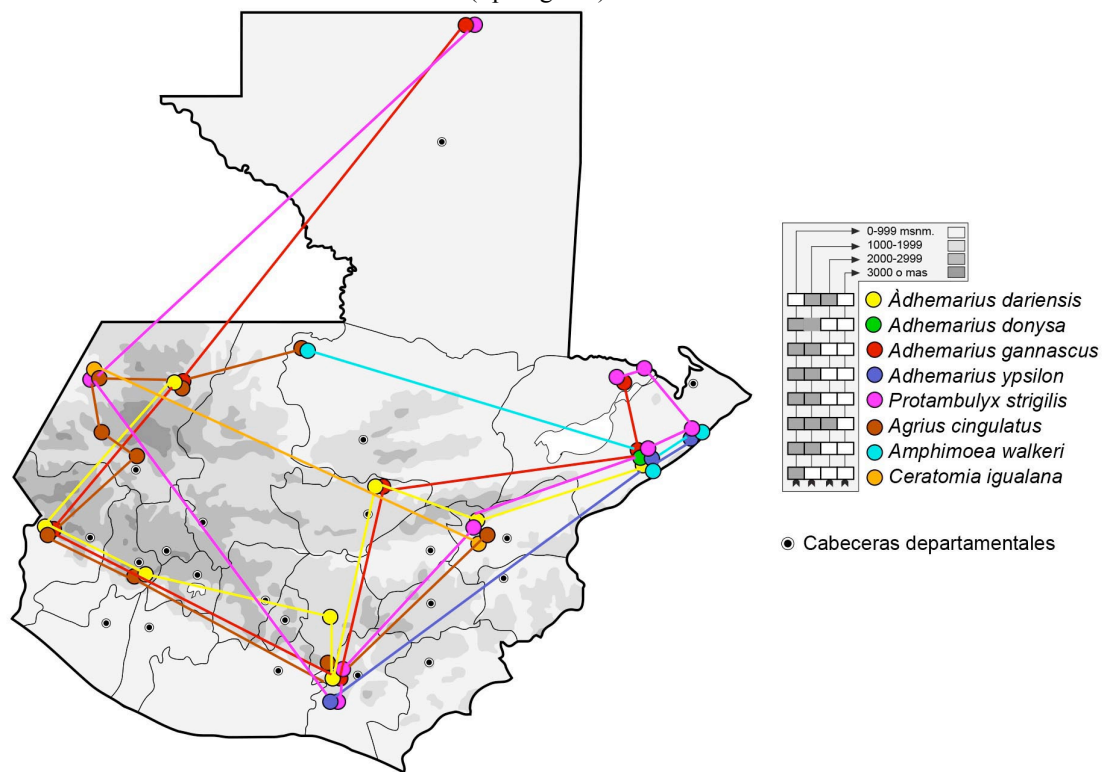 0-999 msnm.
1000-1999
2000-2999
3000 o mas
Àdhemarius dariensis
Adhemarius donysa
Adhemarius gannascus
Adhemarius ypsilon
Protambulyx strigilis
Agrius cingulatus
Amphimoea walkeri
Ceratomia igualana
Cabeceras departamentales